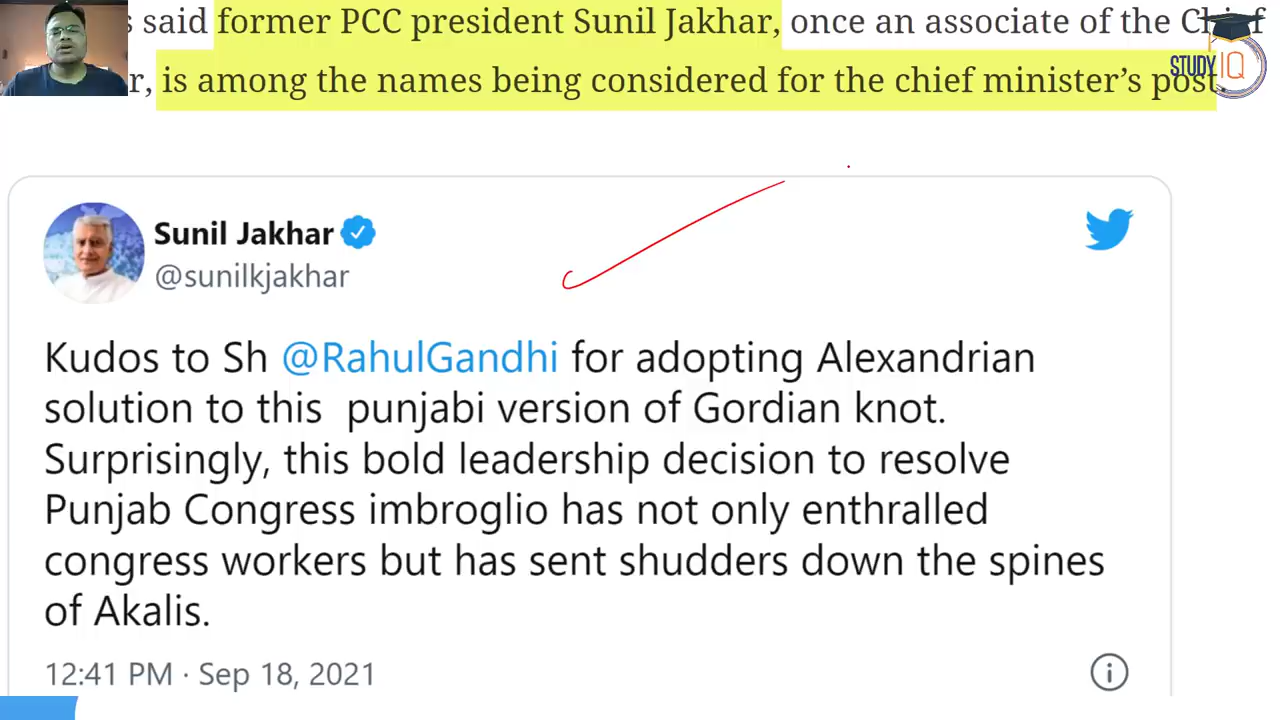 said former PCC president Sunil Jakhar, once an associate of the Chief
r, is among the names being considered for the chief minister's post.
STUDY IQ
Sunil Jakhar
@sunilkjakhar
Kudos to Sh @RahulGandhi for adopting Alexandrian
solution to this punjabi version of Gordian knot.
Surprisingly, this bold leadership decision to resolve
Punjab Congress imbroglio has not only enthralled
congress workers but has sent shudders down the spines
of Akalis.
12:41 PM · Sep 18, 2021